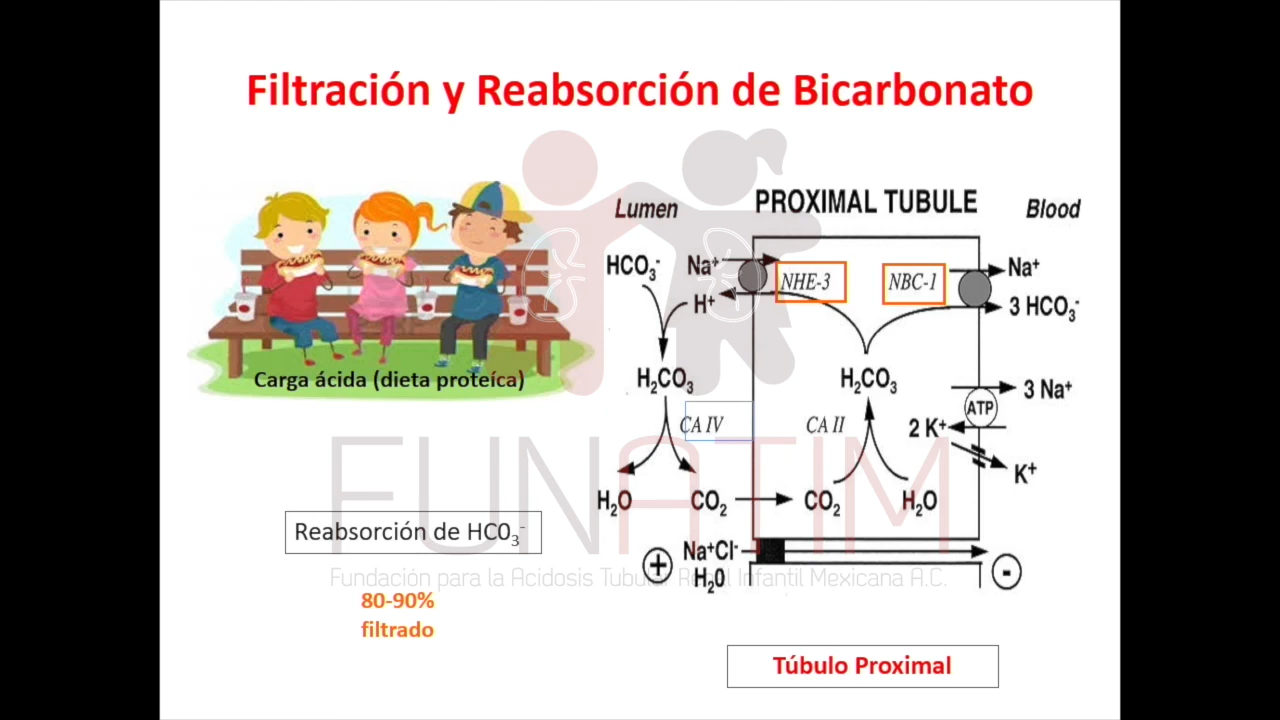 Filtración y Reabsorción de Bicarbonato
Lumen PROXIMAL TUBULE Blood
HCO₃⁻ Na⁺ NHE-3 NBC-1 Na⁺
H⁺ 3 HCO₃⁻
Carga ácida (dieta proteíca)
H₂CO₃ H₂CO₃ 3 Na⁺
ATP
CA IV CA II 2 K⁺
K⁺
H₂O CO₂ CO₂ H₂O
FUNATIM
Reabsorción de HC0₃⁻
Na⁺Cl⁻
+ H₂0 -
Fundación para la Acidosis Tubular Renal Infantil Mexicana A.C.
80-90%
filtrado
Túbulo Proximal